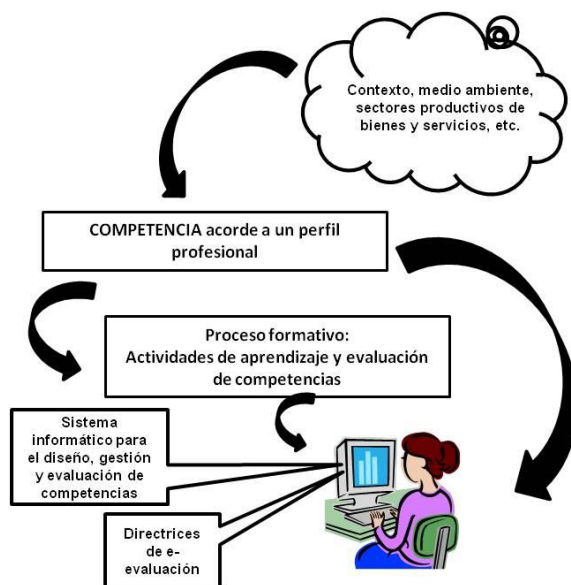 Contexto, medio ambiente,
sectores productivos de
bienes y servicios, etc.
COMPETENCIA acorde a un perfil
profesional
Proceso formativo:
Actividades de aprendizaje y evaluación
de competencias
Sistema
informático para
el diseño, gestión
y evaluación de
competencias
Directrices
de e-
evaluación